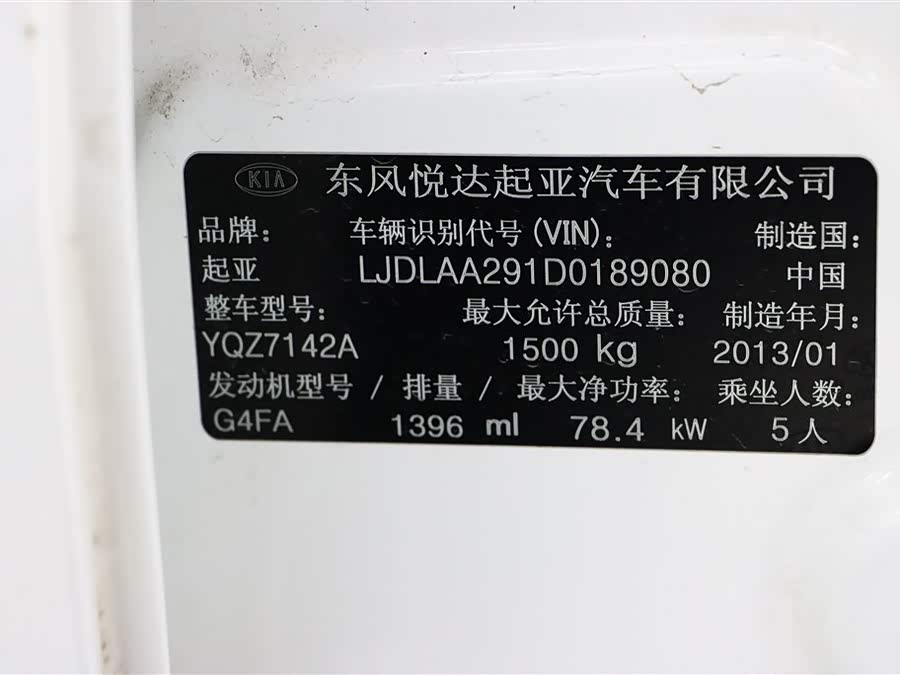 KIA 东风悦达起亚汽车有限公司
品牌： 车辆识别代号(VIN)： 制造国：
起亚 LJDLAA291D0189080 中国
整车型号： 最大允许总质量： 制造年月：
YQZ7142A 1500 kg 2013/01
发动机型号 / 排量 / 最大净功率： 乘坐人数：
G4FA 1396 ml 78.4 kW 5人